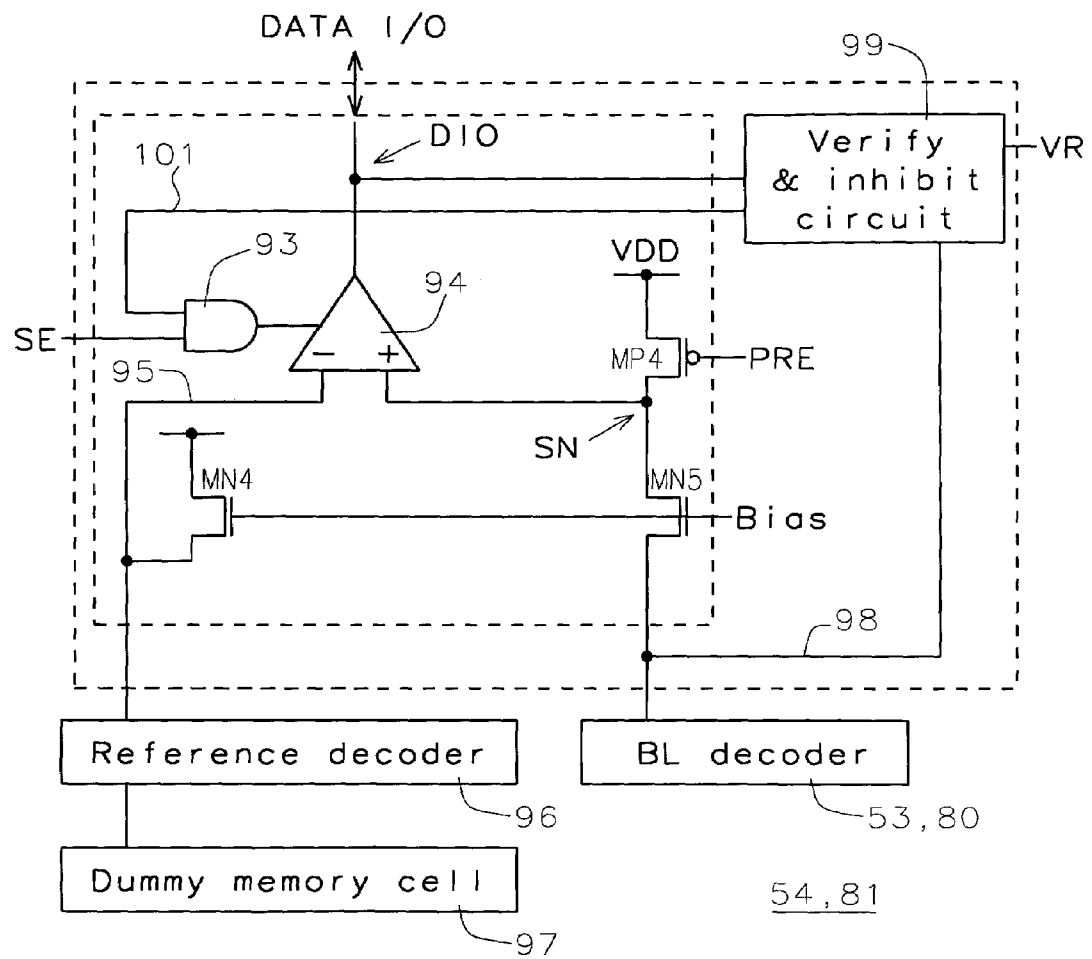 DATA I/O
99
DIO
101
Verify
& inhibit
circuit
VR
93
VDD
94
SE
MP4
PRE
−
+
95
SN
MN4
MN5
Bias
98
Reference decoder
BL decoder
96
53,80
Dummy memory cell
54,81
97